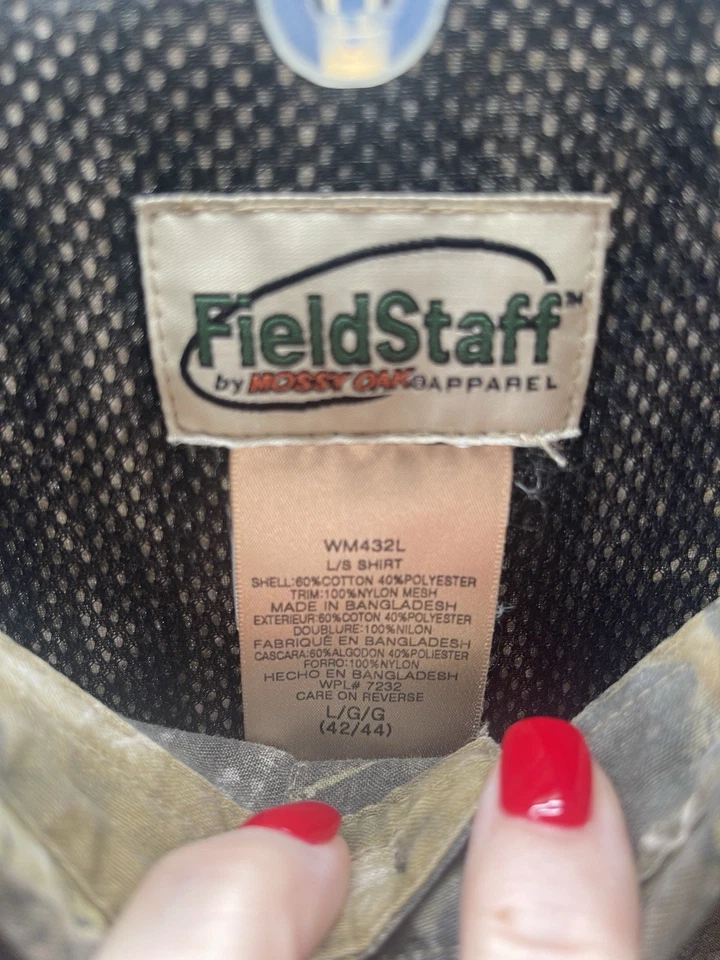 FieldStaff™
by MOSSY OAK® APPAREL
WM432L
L/S SHIRT
SHELL:60%COTTON 40%POLYESTER
TRIM:100%NYLON MESH
MADE IN BANGLADESH
EXTERIEUR:60%COTON 40%POLYESTER
DOUBLURE:100%NILON
FABRIQUÉ EN BANGLADESH
CASCARA:60%ALGODON 40%POLIESTER
FORRO:100%NYLON
HECHO EN BANGLADESH
WPL# 7232
CARE ON REVERSE
L/G/G
(42/44)